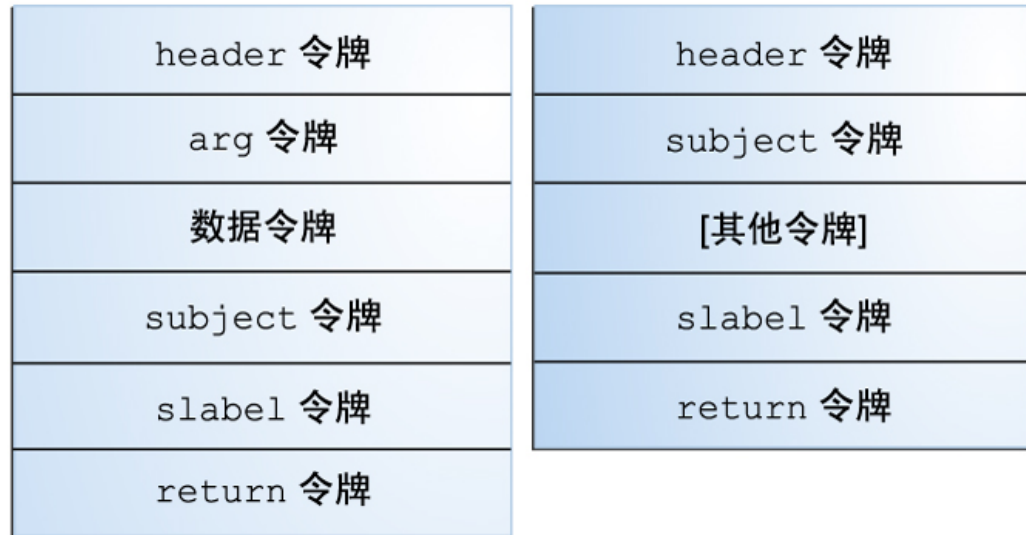 header 令牌
arg 令牌
数据令牌
subject 令牌
slabel 令牌
return 令牌
header 令牌
subject 令牌
[其他令牌]
slabel 令牌
return 令牌